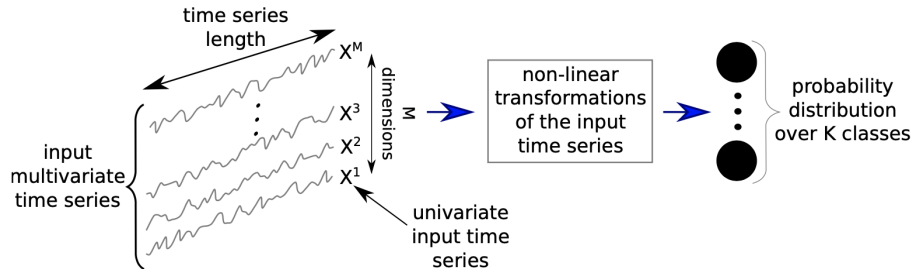 time series
length
X^M
X^3
X^2
X^1
M
dimensions
input
multivariate
time series
univariate
input time
series
non-linear
transformations
of the input
time series
probability
distribution
over K classes